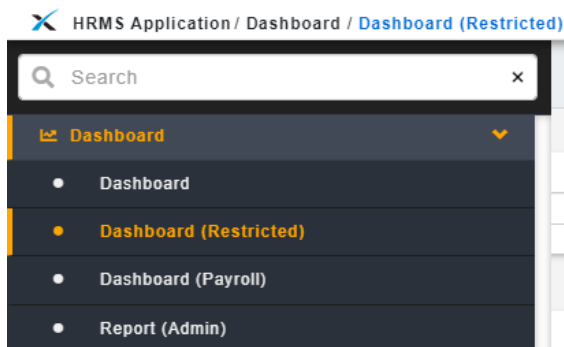 HRMS Application / Dashboard / Dashboard (Restricted)
Search
Dashboard
Dashboard
Dashboard (Restricted)
Dashboard (Payroll)
Report (Admin)